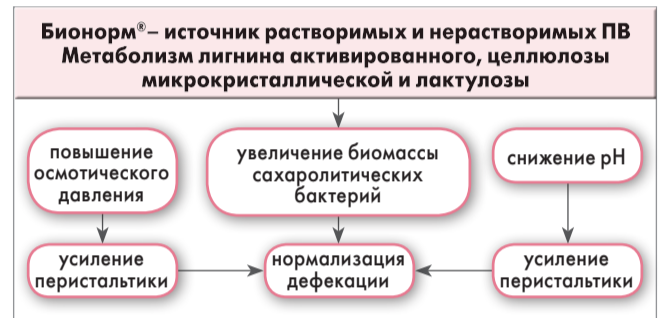 Бионорм®– источник растворимых и нерастворимых ПВ
Метаболизм лигнина активированного, целлюлозы
микрокристаллической и лактулозы
повышение
осмотического
давления
увеличение биомассы
сахаролитических
бактерий
снижение рН
усиление
перистальтики
нормализация
дефекации
усиление
перистальтики